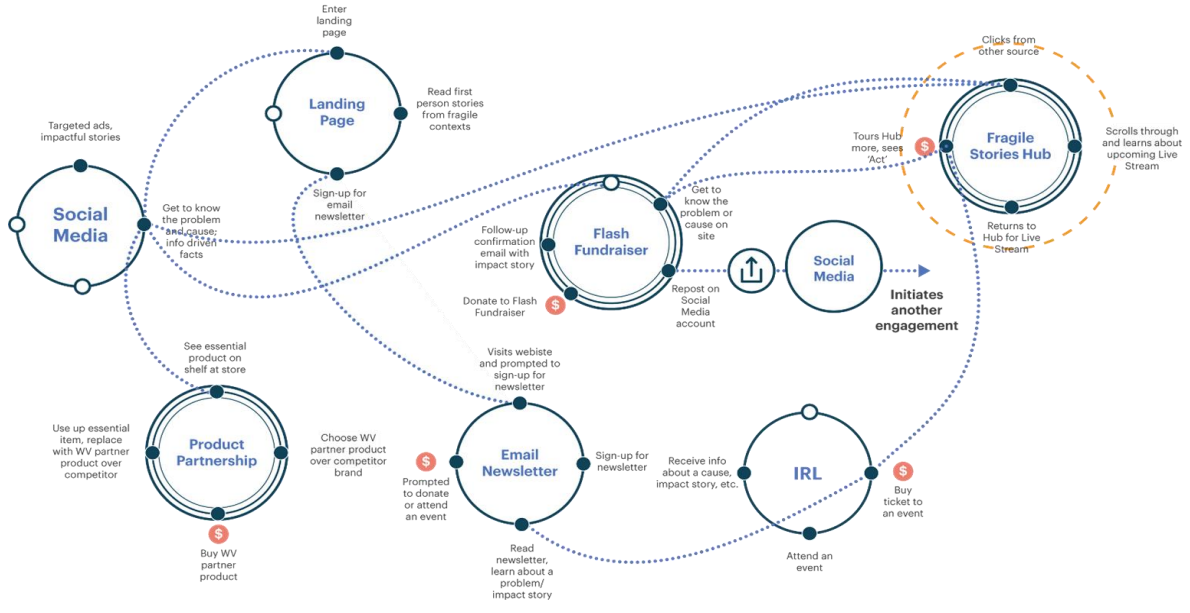 Enter
landing
page
Landing
Page
Read first
person stories
from fragile
contexts
Sign-up for
email
newsletter
Targeted ads,
impactful stories
Social
Media
Get to know
the problem
and cause;
info driven
facts
Clicks from
other source
Fragile
Stories Hub
Tours Hub
more, sees
'Act'
$
Scrolls through
and learns about
upcoming Live
Stream
Returns to
Hub for Live
Stream
Flash
Fundraiser
Get to
know the
problem or
cause on
site
Follow-up
confirmation
email with
impact story
Donate to Flash
Fundraiser
$
Repost on
Social
Media
account
Social
Media
Initiates
another
engagement
See essential
product on
shelf at store
Product
Partnership
Use up essential
item, replace
with WV partner
product over
competitor
Choose WV
partner product
over competitor
brand
$
Buy WV
partner
product
Visits webiste
and prompted to
sign-up for
newsletter
Email
Newsletter
Sign-up for
newsletter
$
Prompted
to donate
or attend
an event
Read
newsletter,
learn about a
problem/
impact story
IRL
Receive info
about a cause,
impact story, etc.
$
Buy
ticket to
an event
Attend an
event